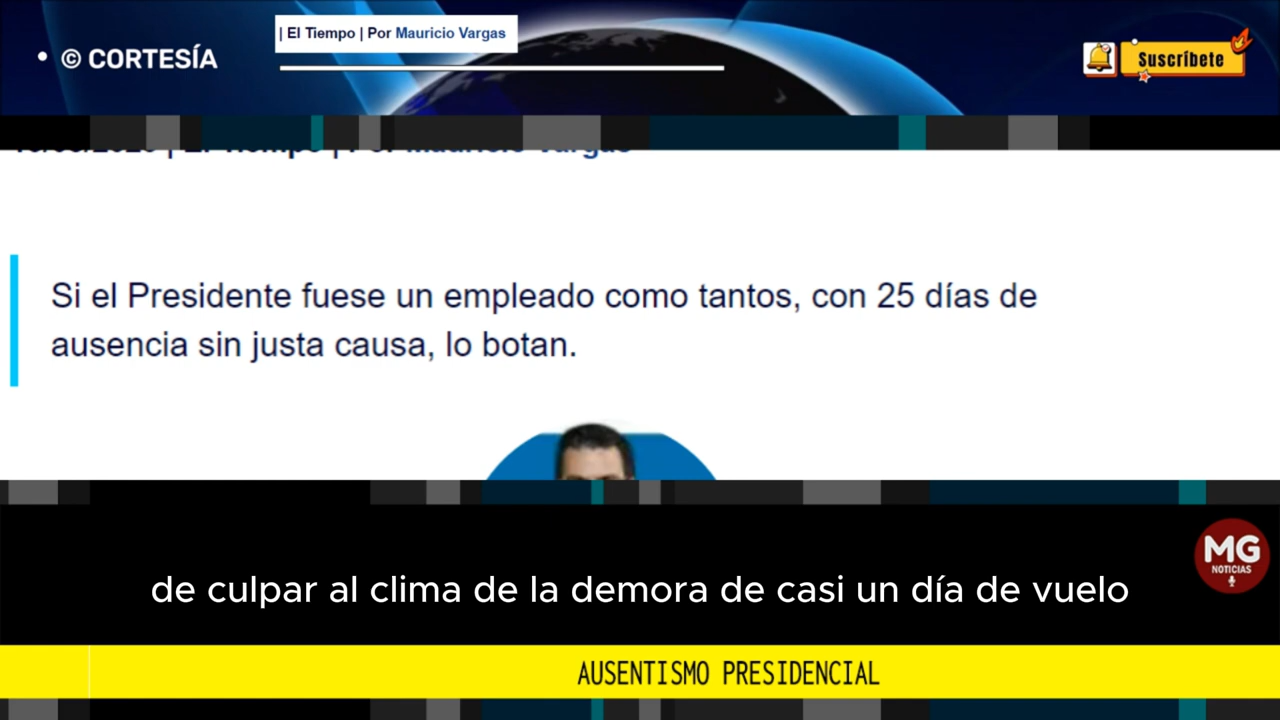 • © CORTESÍA
| El Tiempo | Por Mauricio Vargas
Suscríbete
Si el Presidente fuese un empleado como tantos, con 25 días de
ausencia sin justa causa, lo botan.
MG
NOTICIAS
de culpar al clima de la demora de casi un día de vuelo
AUSENTISMO PRESIDENCIAL